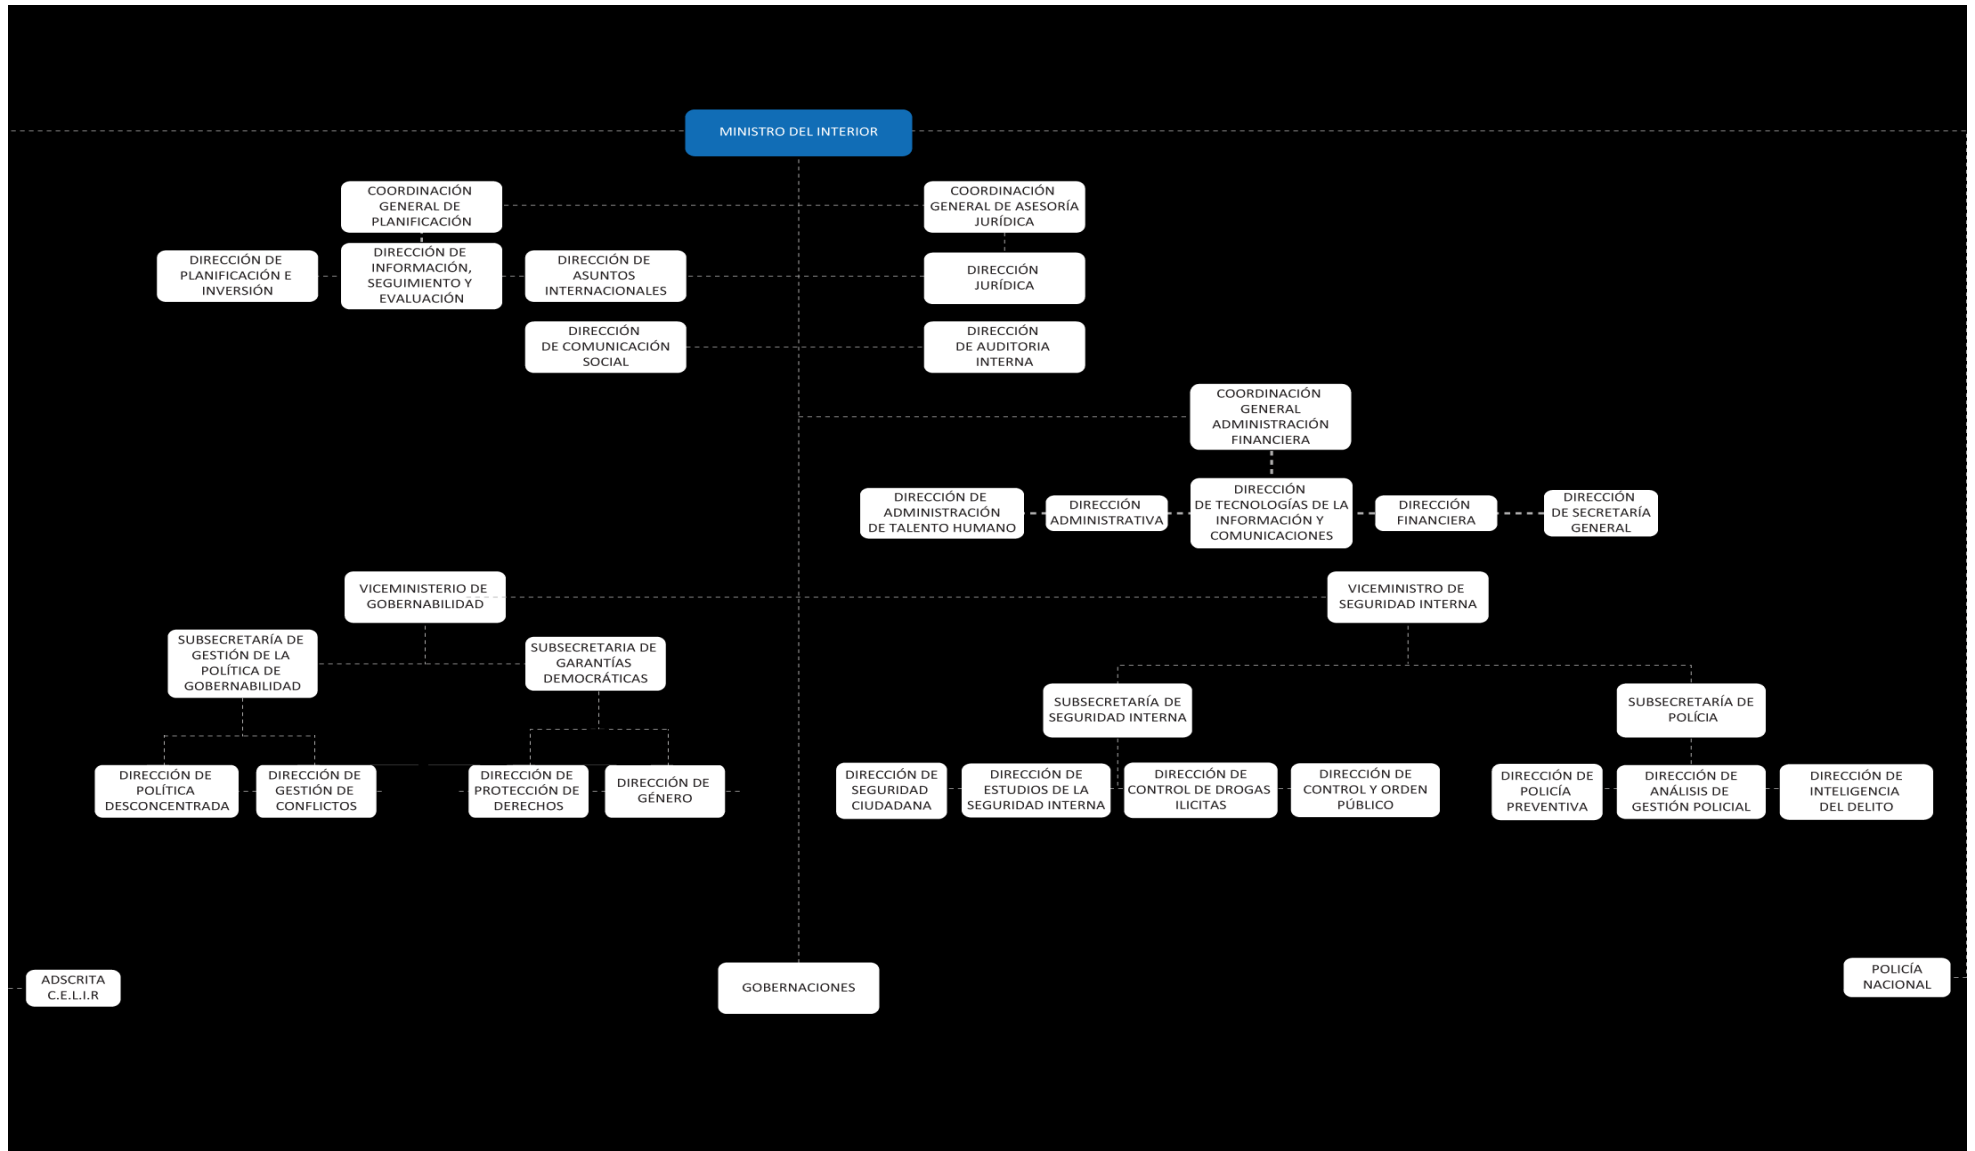 MINISTRO DEL INTERIOR
COORDINACIÓN
GENERAL DE
PLANIFICACIÓN
COORDINACIÓN
GENERAL DE ASESORÍA
JURÍDICA
DIRECCIÓN DE
PLANIFICACIÓN E
INVERSIÓN
DIRECCIÓN DE
INFORMACIÓN,
SEGUIMIENTO Y
EVALUACIÓN
DIRECCIÓN DE
ASUNTOS
INTERNACIONALES
DIRECCIÓN
JURÍDICA
DIRECCIÓN
DE COMUNICACIÓN
SOCIAL
DIRECCIÓN
DE AUDITORIA
INTERNA
COORDINACIÓN
GENERAL
ADMINISTRACIÓN
FINANCIERA
DIRECCIÓN DE
ADMINISTRACIÓN
DE TALENTO HUMANO
DIRECCIÓN
ADMINISTRATIVA
DIRECCIÓN
DE TECNOLOGÍAS DE LA
INFORMACIÓN Y
COMUNICACIONES
DIRECCIÓN
FINANCIERA
DIRECCIÓN
DE SECRETARÍA
GENERAL
VICEMINISTERIO DE
GOBERNABILIDAD
VICEMINISTRO DE
SEGURIDAD INTERNA
SUBSECRETARÍA DE
GESTIÓN DE LA
POLÍTICA DE
GOBERNABILIDAD
SUBSECRETARIA DE
GARANTÍAS
DEMOCRÁTICAS
SUBSECRETARÍA DE
SEGURIDAD INTERNA
SUBSECRETARÍA DE
POLÍCIA
DIRECCIÓN DE
POLÍTICA
DESCONCENTRADA
DIRECCIÓN DE
GESTIÓN DE
CONFLICTOS
DIRECCIÓN DE
PROTECCIÓN DE
DERECHOS
DIRECCIÓN DE
GÉNERO
DIRECCIÓN DE
SEGURIDAD
CIUDADANA
DIRECCIÓN DE
ESTUDIOS DE LA
SEGURIDAD INTERNA
DIRECCIÓN DE
CONTROL DE DROGAS
ILICITAS
DIRECCIÓN DE
CONTROL Y ORDEN
PÚBLICO
DIRECCIÓN DE
POLICÍA
PREVENTIVA
DIRECCIÓN DE
ANÁLISIS DE
GESTIÓN POLICIAL
DIRECCIÓN DE
INTELIGENCIA
DEL DELITO
ADSCRITA
C.E.L.I.R
GOBERNACIONES
POLICÍA
NACIONAL